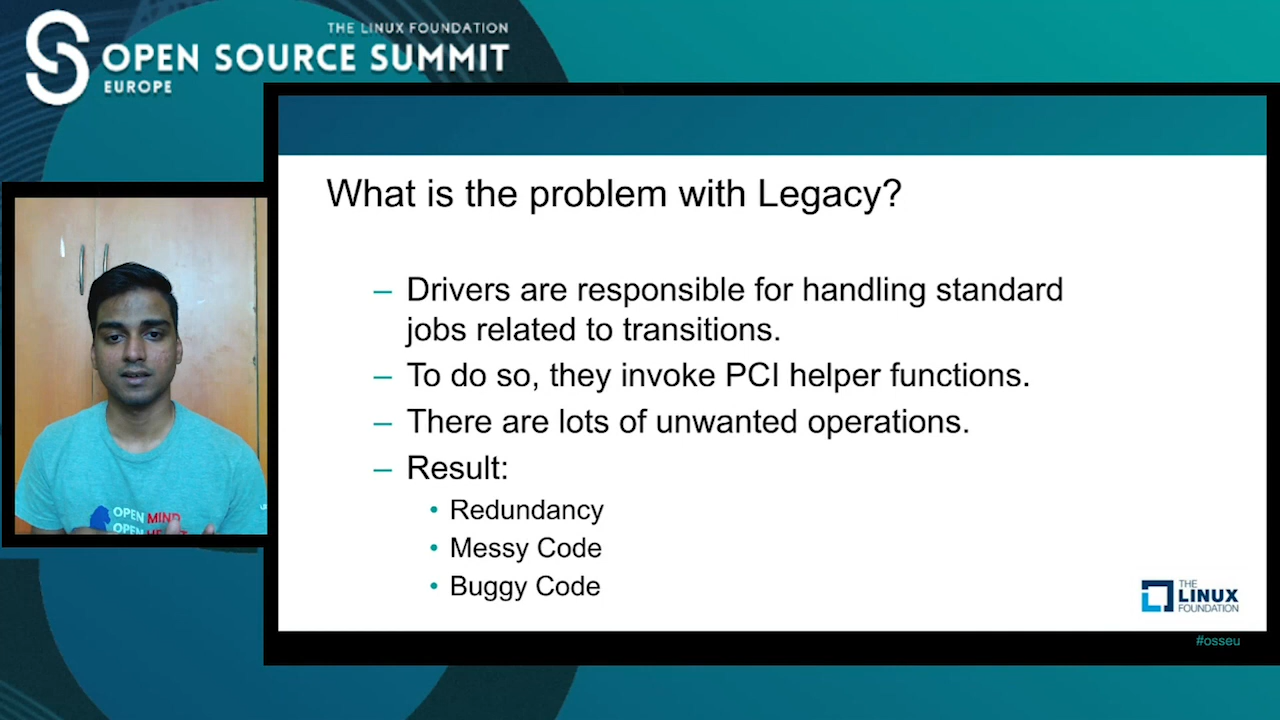 THE LINUX FOUNDATION
OPEN SOURCE SUMMIT
EUROPE
What is the problem with Legacy?
– Drivers are responsible for handling standard
jobs related to transitions.
– To do so, they invoke PCI helper functions.
– There are lots of unwanted operations.
– Result:
• Redundancy
• Messy Code
• Buggy Code
OPEN MIND
OPEN
THE
LINUX
FOUNDATION
#osseu